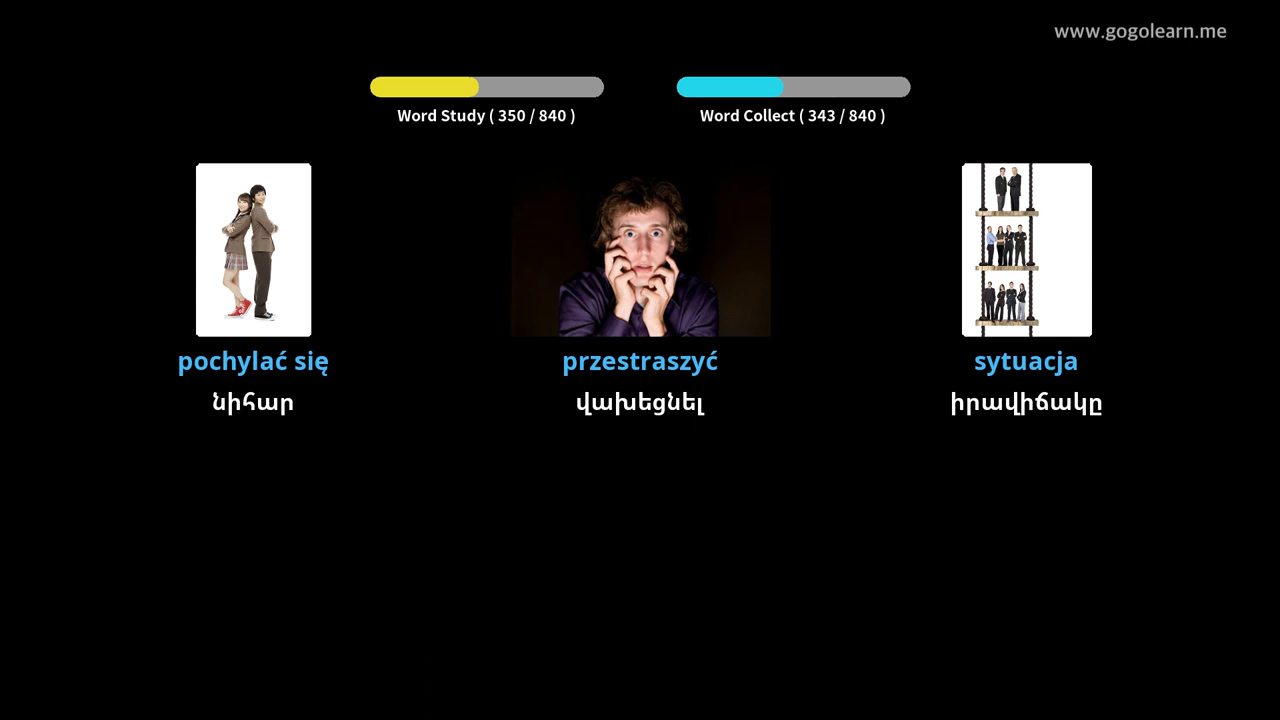 www.gogolearn.me
Word Study ( 350 / 840 )
Word Collect ( 343 / 840 )
pochylać się
przestraszyć
sytuacja
նիհար
վախեցնել
իրավիճակը